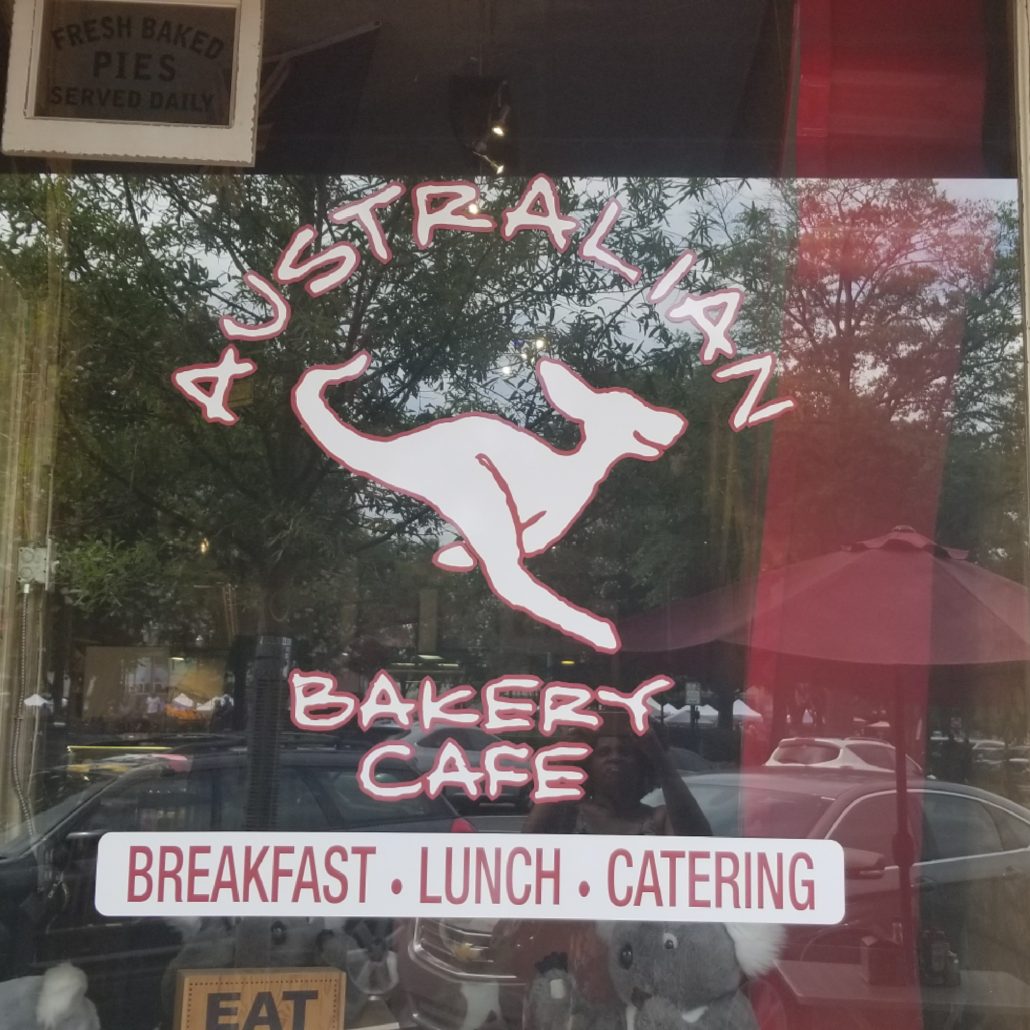 FRESH BAKED
PIES
SERVED DAILY
AUSTRALIAN
BAKERY
CAFE
BREAKFAST • LUNCH • CATERING
EAT